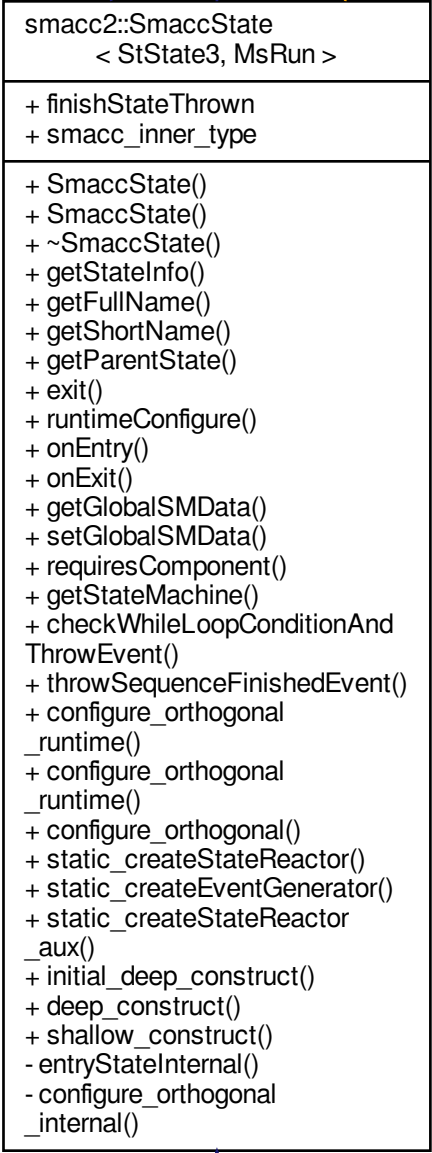 smacc2::SmaccState
< StState3, MsRun >
+ finishStateThrown
+ smacc_inner_type
+ SmaccState()
+ SmaccState()
+ ~SmaccState()
+ getStateInfo()
+ getFullName()
+ getShortName()
+ getParentState()
+ exit()
+ runtimeConfigure()
+ onEntry()
+ onExit()
+ getGlobalSMData()
+ setGlobalSMData()
+ requiresComponent()
+ getStateMachine()
+ checkWhileLoopConditionAnd
ThrowEvent()
+ throwSequenceFinishedEvent()
+ configure_orthogonal
_runtime()
+ configure_orthogonal
_runtime()
+ configure_orthogonal()
+ static_createStateReactor()
+ static_createEventGenerator()
+ static_createStateReactor
_aux()
+ initial_deep_construct()
+ deep_construct()
+ shallow_construct()
- entryStateInternal()
- configure_orthogonal
_internal()